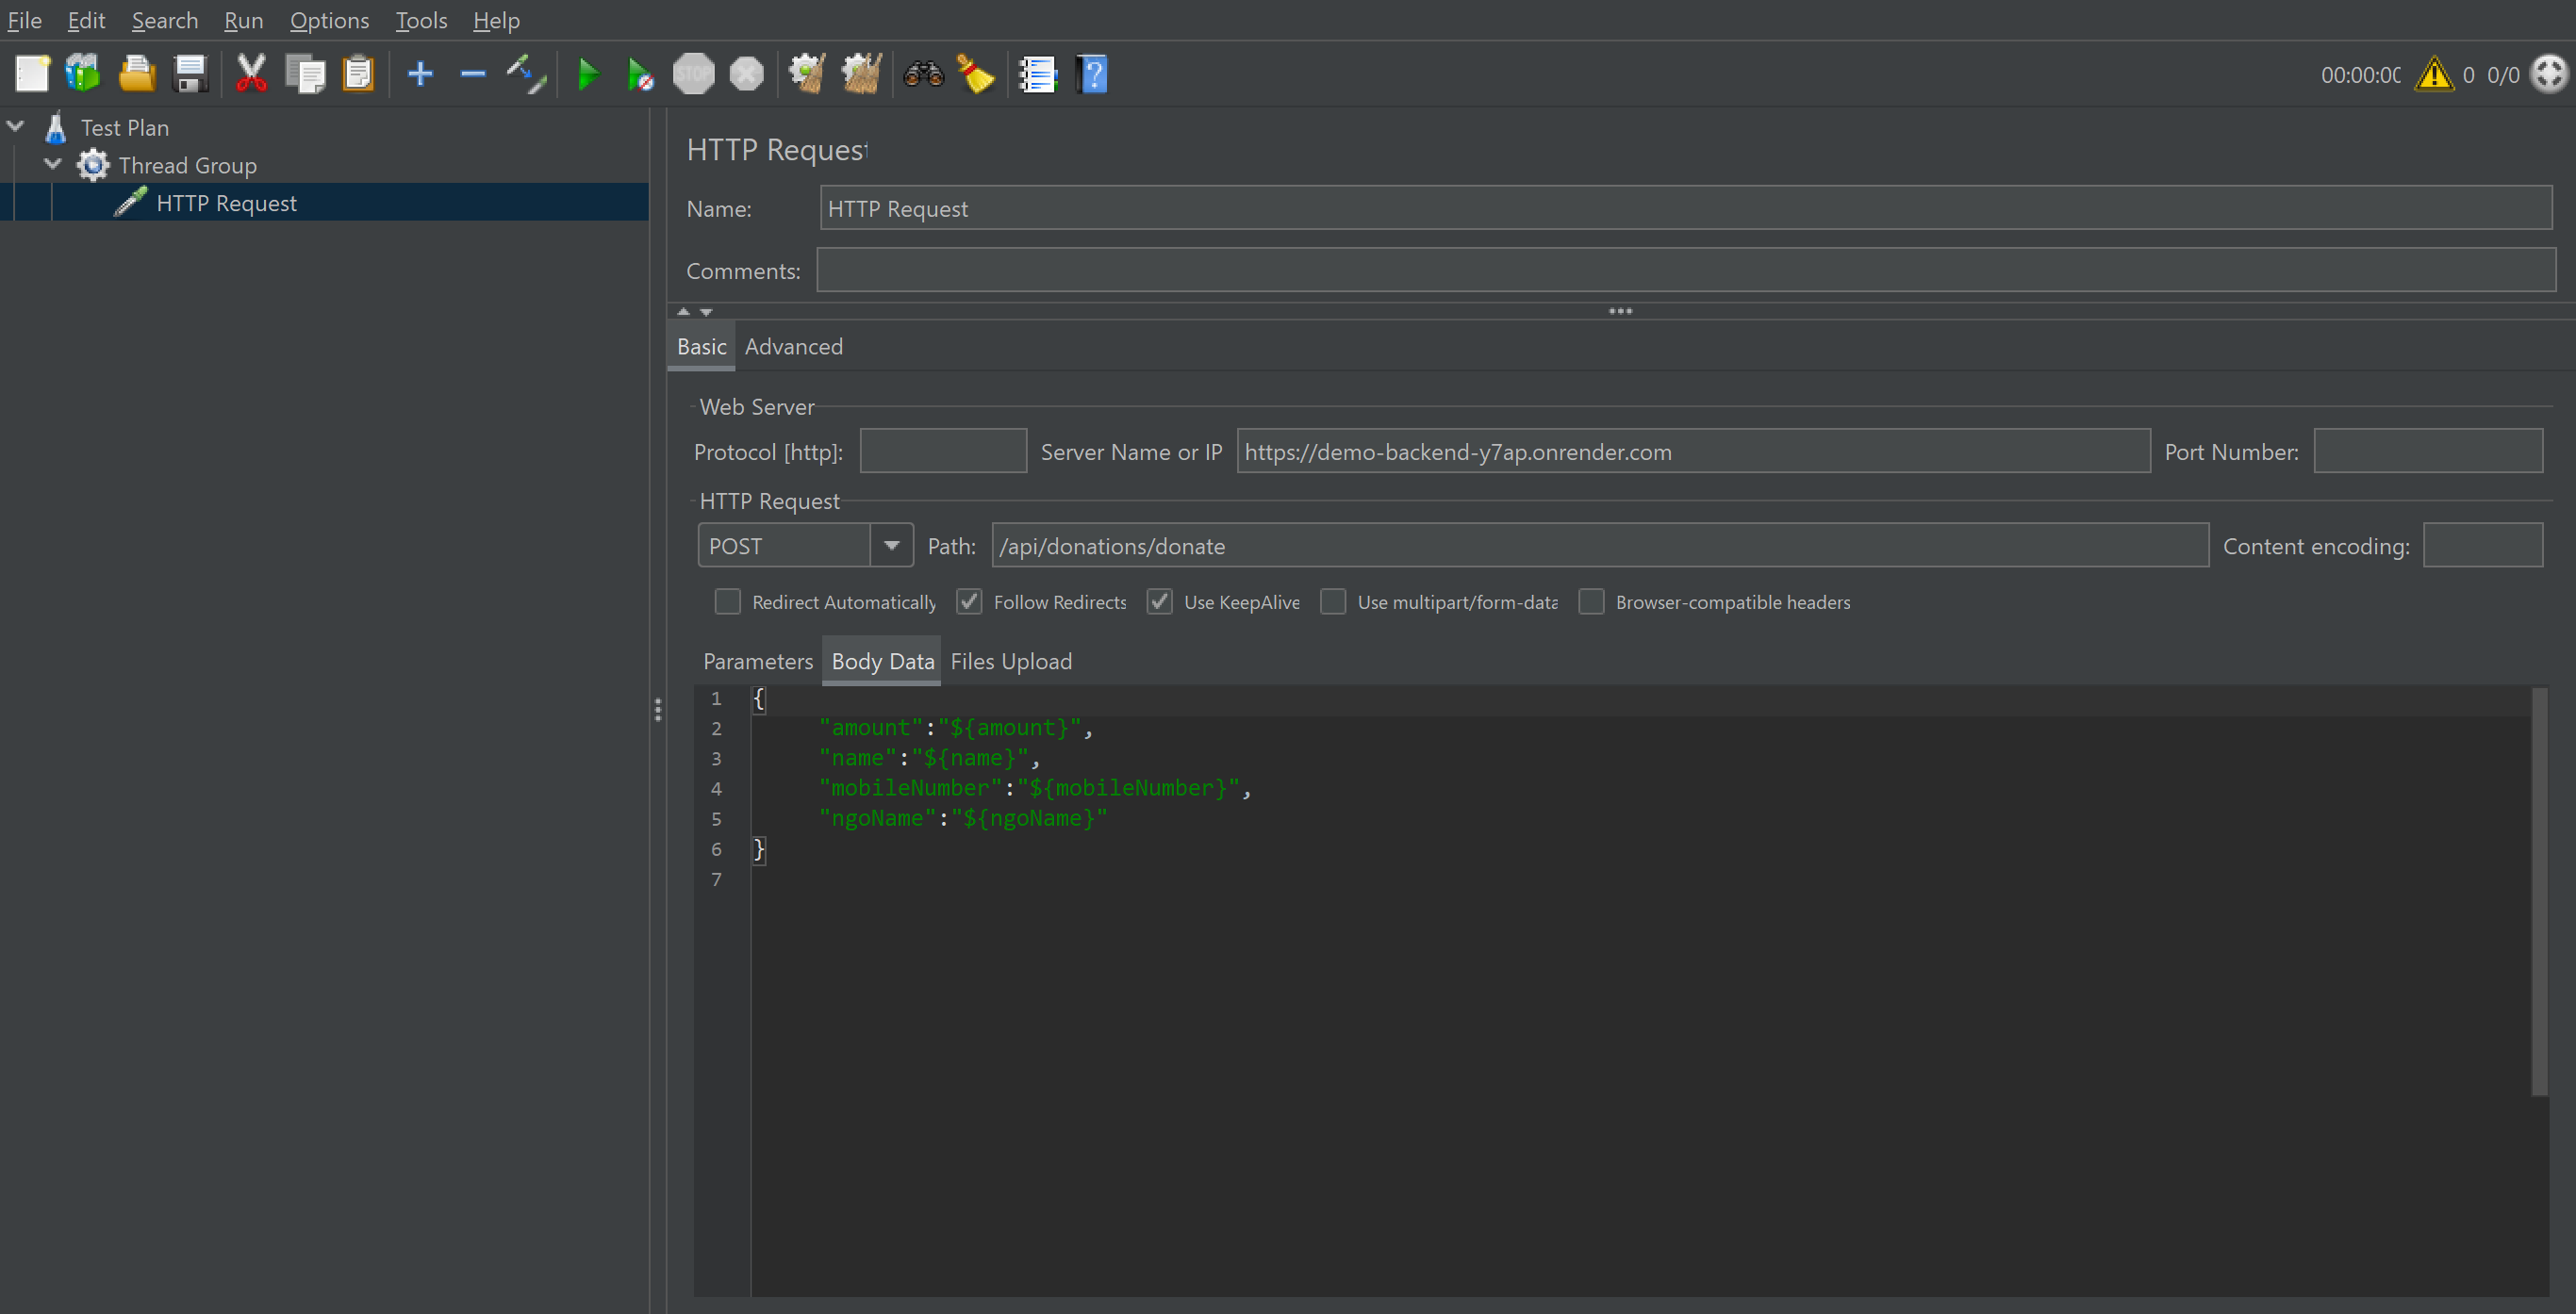 File Edit Search Run Options Tools Help
STOP
00:00:00 0 0/0
Test Plan
Thread Group
HTTP Request
HTTP Request
Name: HTTP Request
Comments:
Basic Advanced
Web Server
Protocol [http]: Server Name or IP https://demo-backend-y7ap.onrender.com Port Number:
HTTP Request
POST Path: /api/donations/donate Content encoding:
Redirect Automatically Follow Redirects Use KeepAlive Use multipart/form-data Browser-compatible headers
Parameters Body Data Files Upload
1 {
2 "amount":"${amount}",
3 "name":"${name}",
4 "mobileNumber":"${mobileNumber}",
5 "ngoName":"${ngoName}"
6 }
7